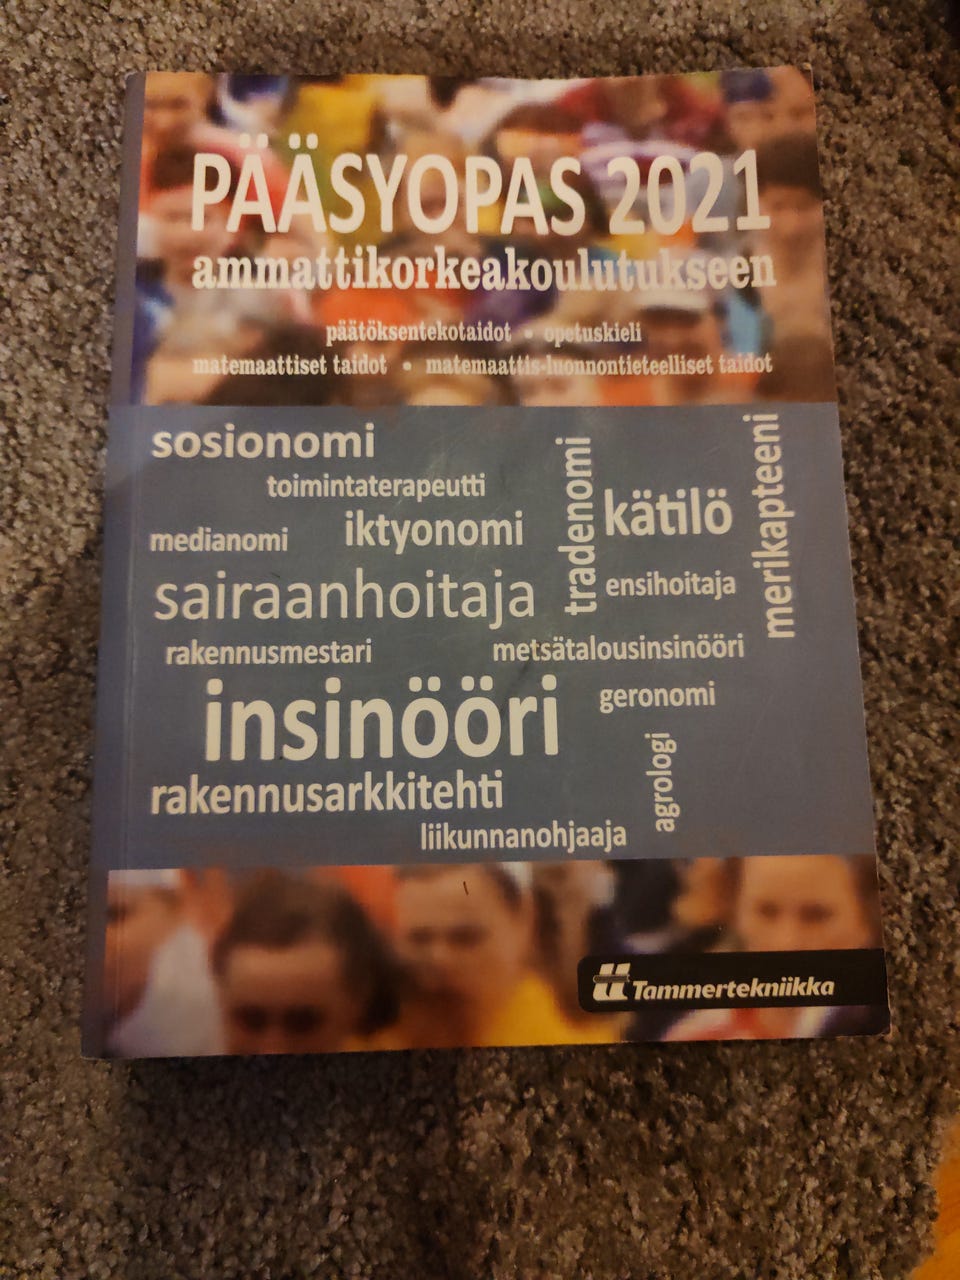 PÄÄSYOPAS 2021
ammattikorkeakoulutukseen
päätöksentekotaidot • opetuskieli
matemaattiset taidot • matemaattis-luonnontieteelliset taidot
sosionomi
toimintaterapeutti
medianomi
iktyonomi
tradenomi
kätilö
merikapteeni
sairaanhoitaja
ensihoitaja
rakennusmestari
metsätalousinsinööri
insinööri
geronomi
rakennusarkkitehti
agrologi
liikunnanohjaaja
tt Tammertekniikka